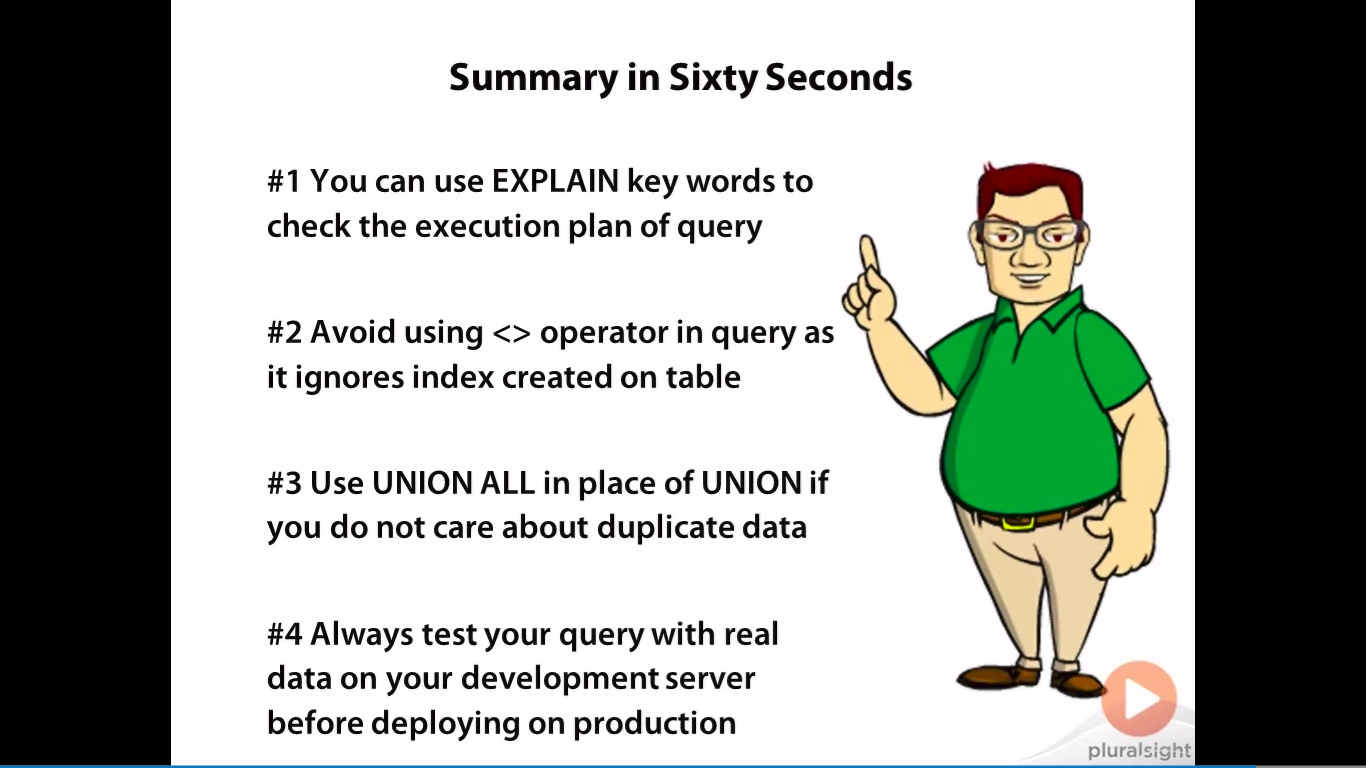 Summary in Sixty Seconds
#1 You can use EXPLAIN key words to
check the execution plan of query
#2 Avoid using <> operator in query as
it ignores index created on table
#3 Use UNION ALL in place of UNION if
you do not care about duplicate data
#4 Always test your query with real
data on your development server
before deploying on production
pluralsight